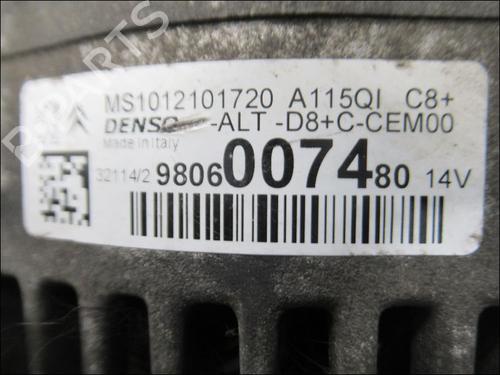 MS1012101720 A115QI C8+
DENSO -ALT -D8+C-CEM00
Made in Italy
32114/2 9806007480 14V